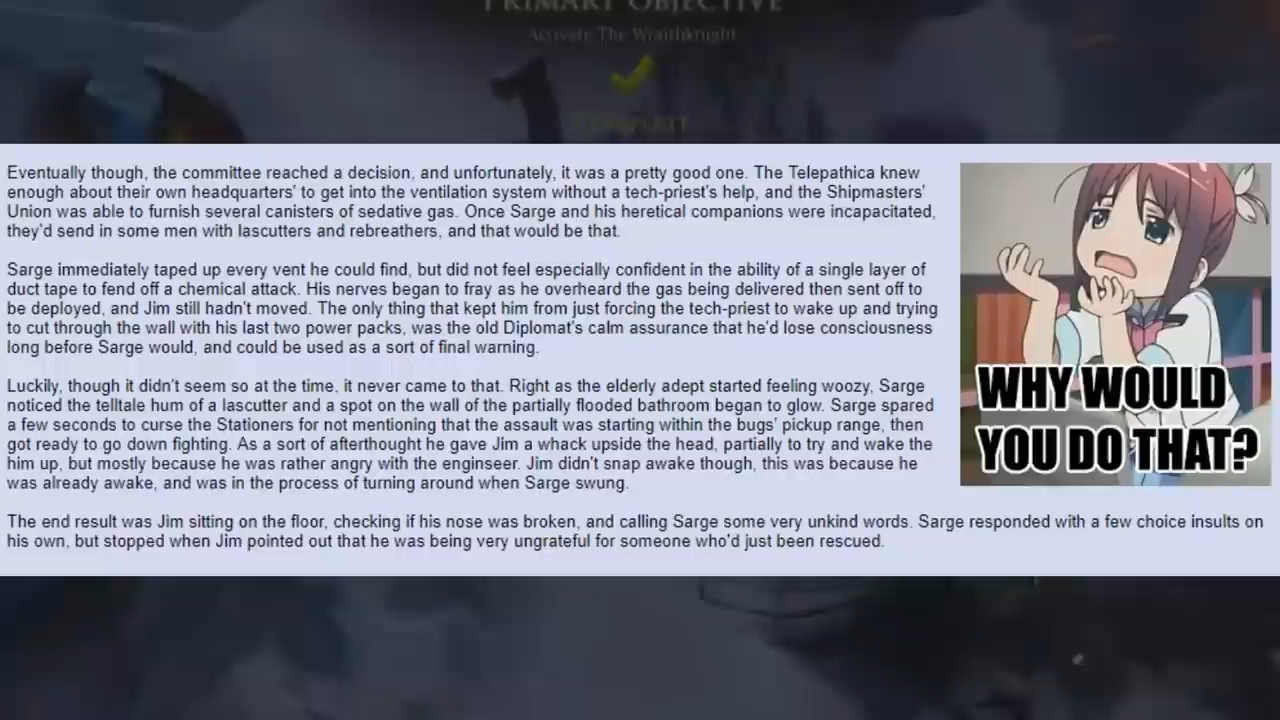 PRIMARY OBJECTIVE
Activate The Wraithknight
Eventually though, the committee reached a decision, and unfortunately, it was a pretty good one. The Telepathica knew
enough about their own headquarters' to get into the ventilation system without a tech-priest's help, and the Shipmasters'
Union was able to furnish several canisters of sedative gas. Once Sarge and his heretical companions were incapacitated,
they'd send in some men with lascutters and rebreathers, and that would be that.
Sarge immediately taped up every vent he could find, but did not feel especially confident in the ability of a single layer of
duct tape to fend off a chemical attack. His nerves began to fray as he overheard the gas being delivered then sent off to
be deployed, and Jim still hadn't moved. The only thing that kept him from just forcing the tech-priest to wake up and trying
to cut through the wall with his last two power packs, was the old Diplomat's calm assurance that he'd lose consciousness
long before Sarge would, and could be used as a sort of final warning.
Luckily, though it didn't seem so at the time, it never came to that. Right as the elderly adept started feeling woozy, Sarge
noticed the telltale hum of a lascutter and a spot on the wall of the partially flooded bathroom began to glow. Sarge spared
a few seconds to curse the Stationers for not mentioning that the assault was starting within the bugs' pickup range, then
got ready to go down fighting. As a sort of afterthought he gave Jim a whack upside the head, partially to try and wake the
him up, but mostly because he was rather angry with the engineseer. Jim didn't snap awake though, this was because he
was already awake, and was in the process of turning around when Sarge swung.
The end result was Jim sitting on the floor, checking if his nose was broken, and calling Sarge some very unkind words. Sarge responded with a few choice insults on
his own, but stopped when Jim pointed out that he was being very ungrateful for someone who'd just been rescued.
WHY WOULD
YOU DO THAT?